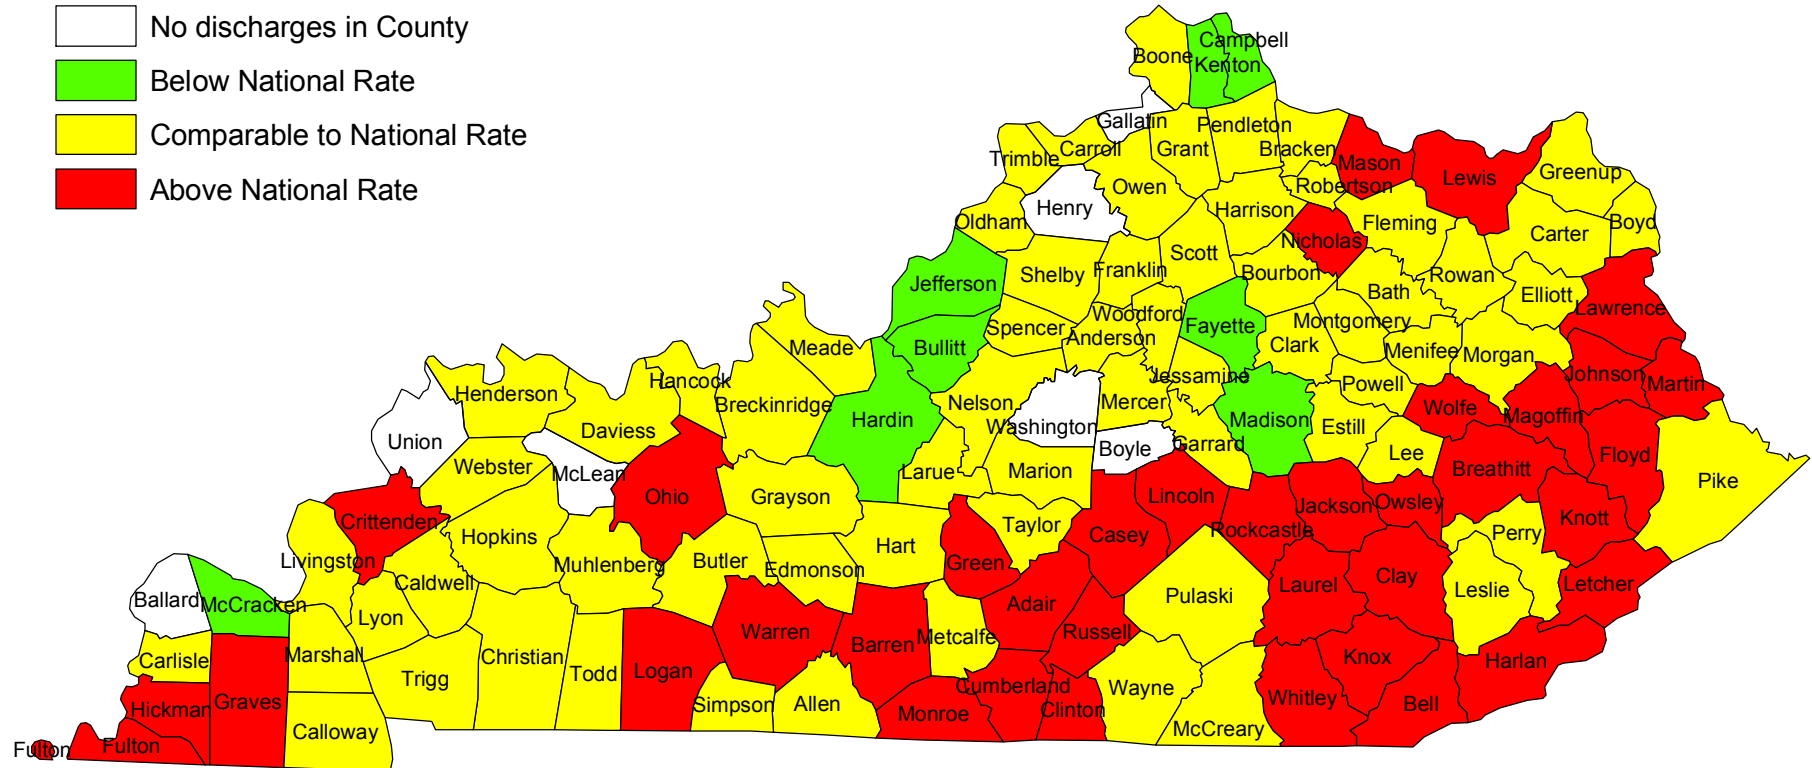 No discharges in County
Below National Rate
Comparable to National Rate
Above National Rate
Campbell
Boone
Kenton
Gallatin
Pendleton
Carroll
Grant
Bracken
Trimble
Mason
Greenup
Owen
Robertson
Lewis
Henry
Harrison
Oldham
Fleming
Boyd
Carter
Nicholas
Scott
Shelby
Franklin
Bourbon
Rowan
Jefferson
Bath
Elliott
Lawrence
Woodford
Montgomery
Spencer
Fayette
Anderson
Clark
Bullitt
Meade
Menifee
Morgan
Jessamine
Johnson
Hancock
Powell
Martin
Henderson
Breckinridge
Nelson
Mercer
Wolfe
Magoffin
Hardin
Madison
Washington
Estill
Daviess
Union
Boyle
Garrard
Lee
Floyd
Webster
McLean
Larue
Marion
Breathitt
Pike
Ohio
Grayson
Lincoln
Jackson
Owsley
Crittenden
Taylor
Knott
Rockcastle
Perry
Hopkins
Casey
Hart
Livingston
Butler
Green
Muhlenberg
Edmonson
Caldwell
Clay
Laurel
Letcher
Leslie
Pulaski
Ballard
McCracken
Adair
Lyon
Warren
Russell
Metcalfe
Barren
Marshall
Christian
Knox
Carlisle
Harlan
Todd
Logan
Trigg
Cumberland
Wayne
Whitley
Graves
Simpson
Allen
Bell
Hickman
Clinton
Monroe
McCreary
Calloway
Fulton
Fulton